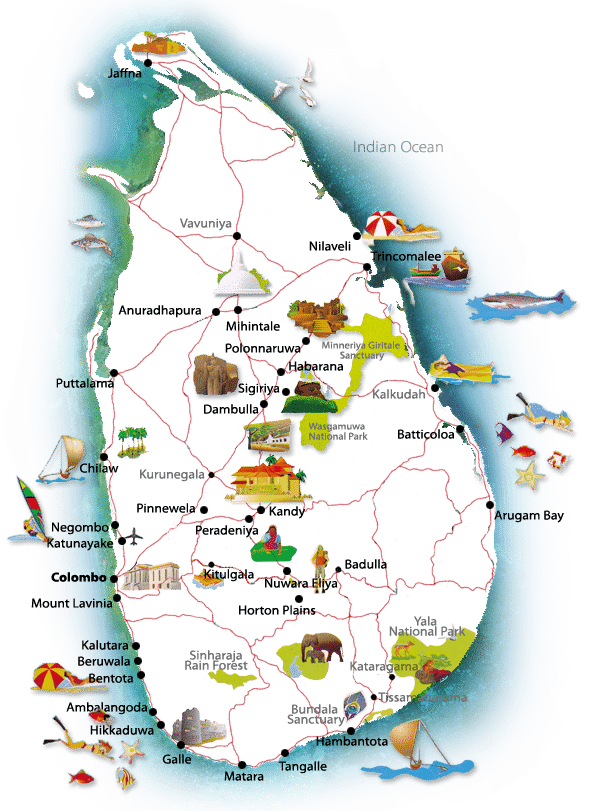 Jaffna
Indian Ocean
Vavuniya
Nilaveli
Trincomalee
Anuradhapura
Mihintale
Polonnaruwa
Minneriya Giritale
Sanctuary
Habarana
Puttalama
Sigiriya
Kalkudah
Dambulla
Wasgamuwa
National Park
Batticoloa
Chilaw
Kurunegala
Pinnewela
Kandy
Arugam Bay
Peradeniya
Negombo
Katunayake
Colombo
Kitulgala
Badulla
Nuwara Eliya
Mount Lavinia
Horton Plains
Yala
National Park
Kalutara
Beruwala
Bentota
Sinharaja
Rain Forest
Kataragama
Ambalangoda
Bundala
Sanctuary
Hikkaduwa
Hambantota
Galle
Tangalle
Matara